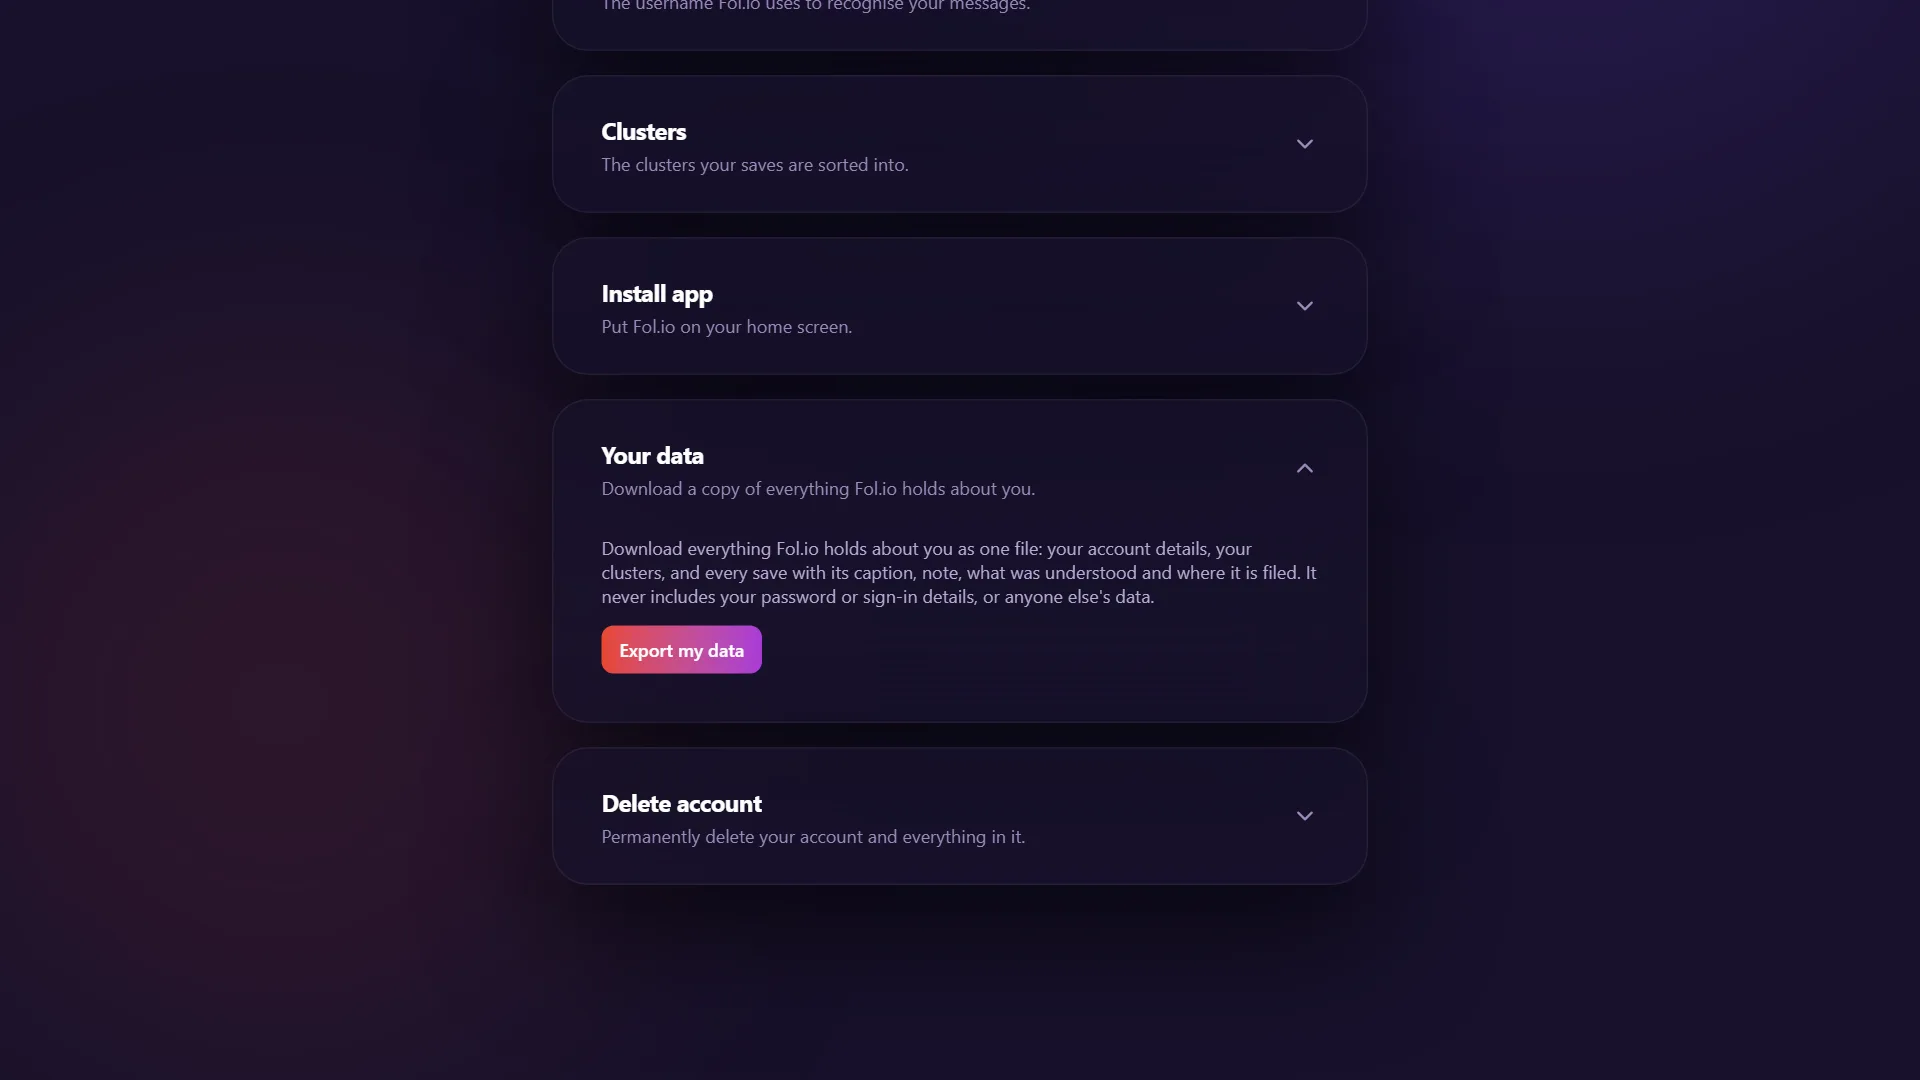 The username Fol.io uses to recognise your messages.
Clusters
The clusters your saves are sorted into.
Install app
Put Fol.io on your home screen.
Your data
Download a copy of everything Fol.io holds about you.
Download everything Fol.io holds about you as one file: your account details, your
clusters, and every save with its caption, note, what was understood and where it is filed. It
never includes your password or sign-in details, or anyone else's data.
Export my data
Delete account
Permanently delete your account and everything in it.